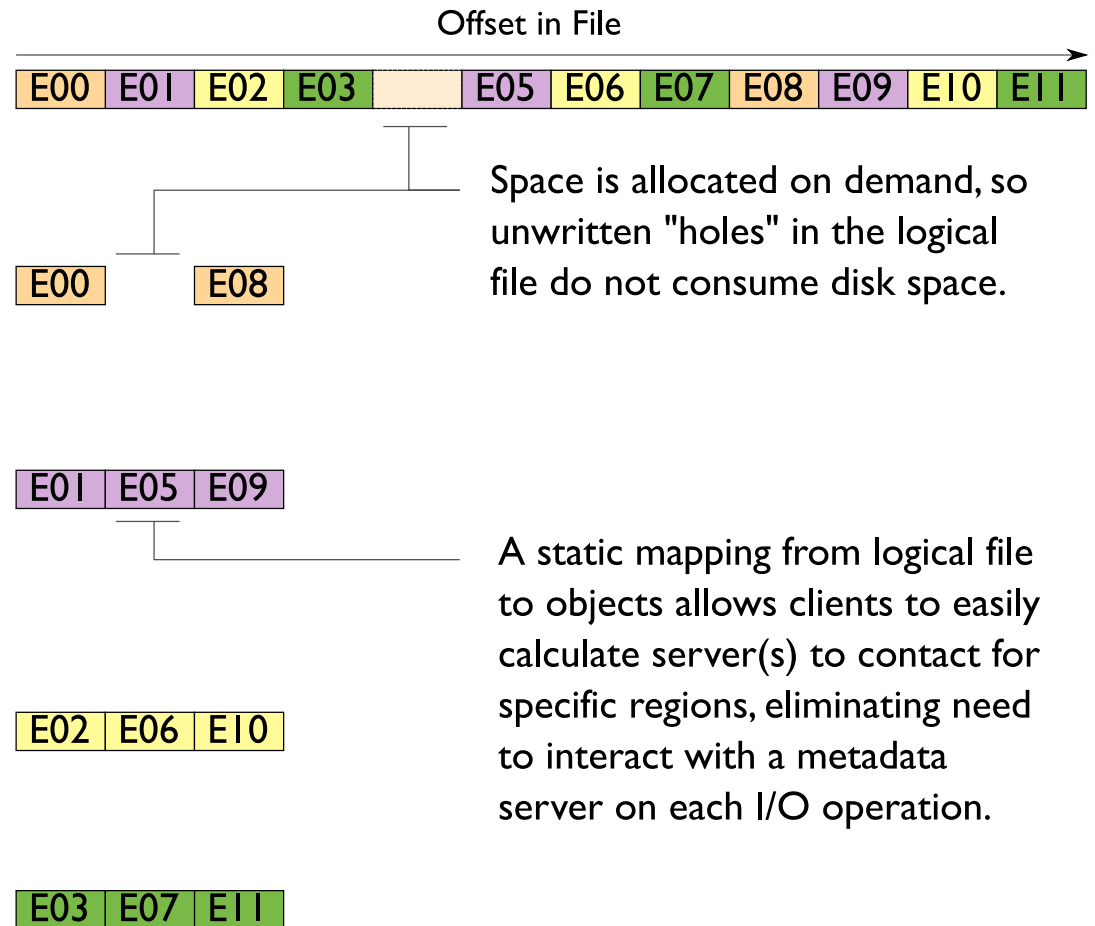 Offset in File
E00 E01 E02 E03 E05 E06 E07 E08 E09 E10 E11
Space is allocated on demand, so
unwritten "holes" in the logical
file do not consume disk space.
E00 E08
E01 E05 E09
A static mapping from logical file
to objects allows clients to easily
calculate server(s) to contact for
specific regions, eliminating need
to interact with a metadata
server on each I/O operation.
E02 E06 E10
E03 E07 E11